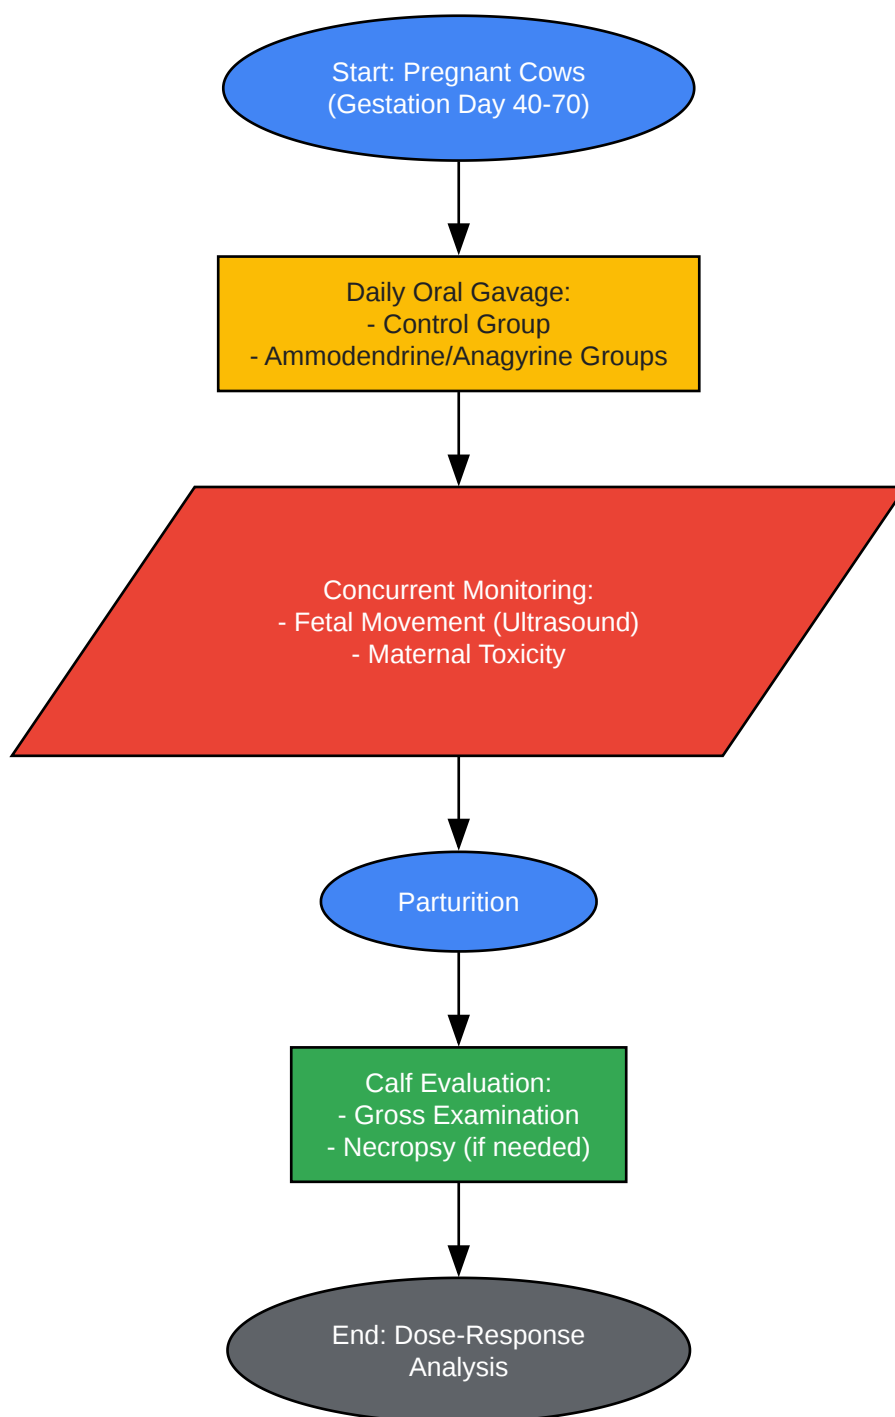 Start: Pregnant Cows
(Gestation Day 40-70)
Daily Oral Gavage:
- Control Group
- Ammodendrine/Anagyrine Groups
Concurrent Monitoring:
- Fetal Movement (Ultrasound)
- Maternal Toxicity
Parturition
Calf Evaluation:
- Gross Examination
- Necropsy (if needed)
End: Dose-Response
Analysis